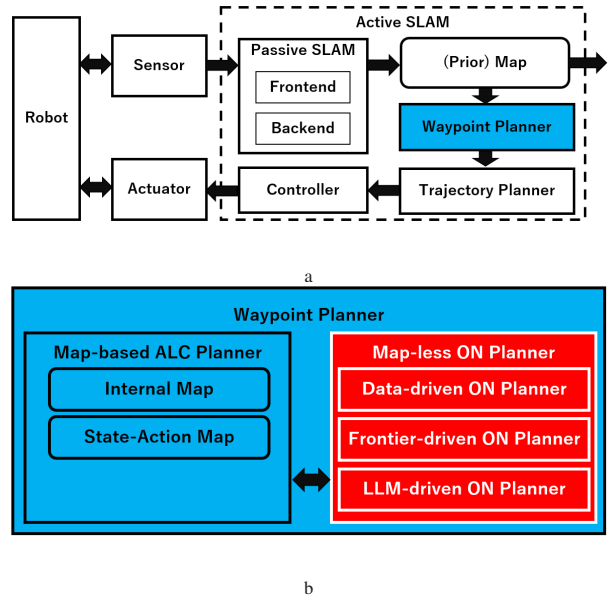 Active SLAM
Robot
Sensor
Passive SLAM
Frontend
Backend
(Prior) Map
Waypoint Planner
Actuator
Controller
Trajectory Planner
a
Waypoint Planner
Map-based ALC Planner
Internal Map
State-Action Map
Map-less ON Planner
Data-driven ON Planner
Frontier-driven ON Planner
LLM-driven ON Planner
b